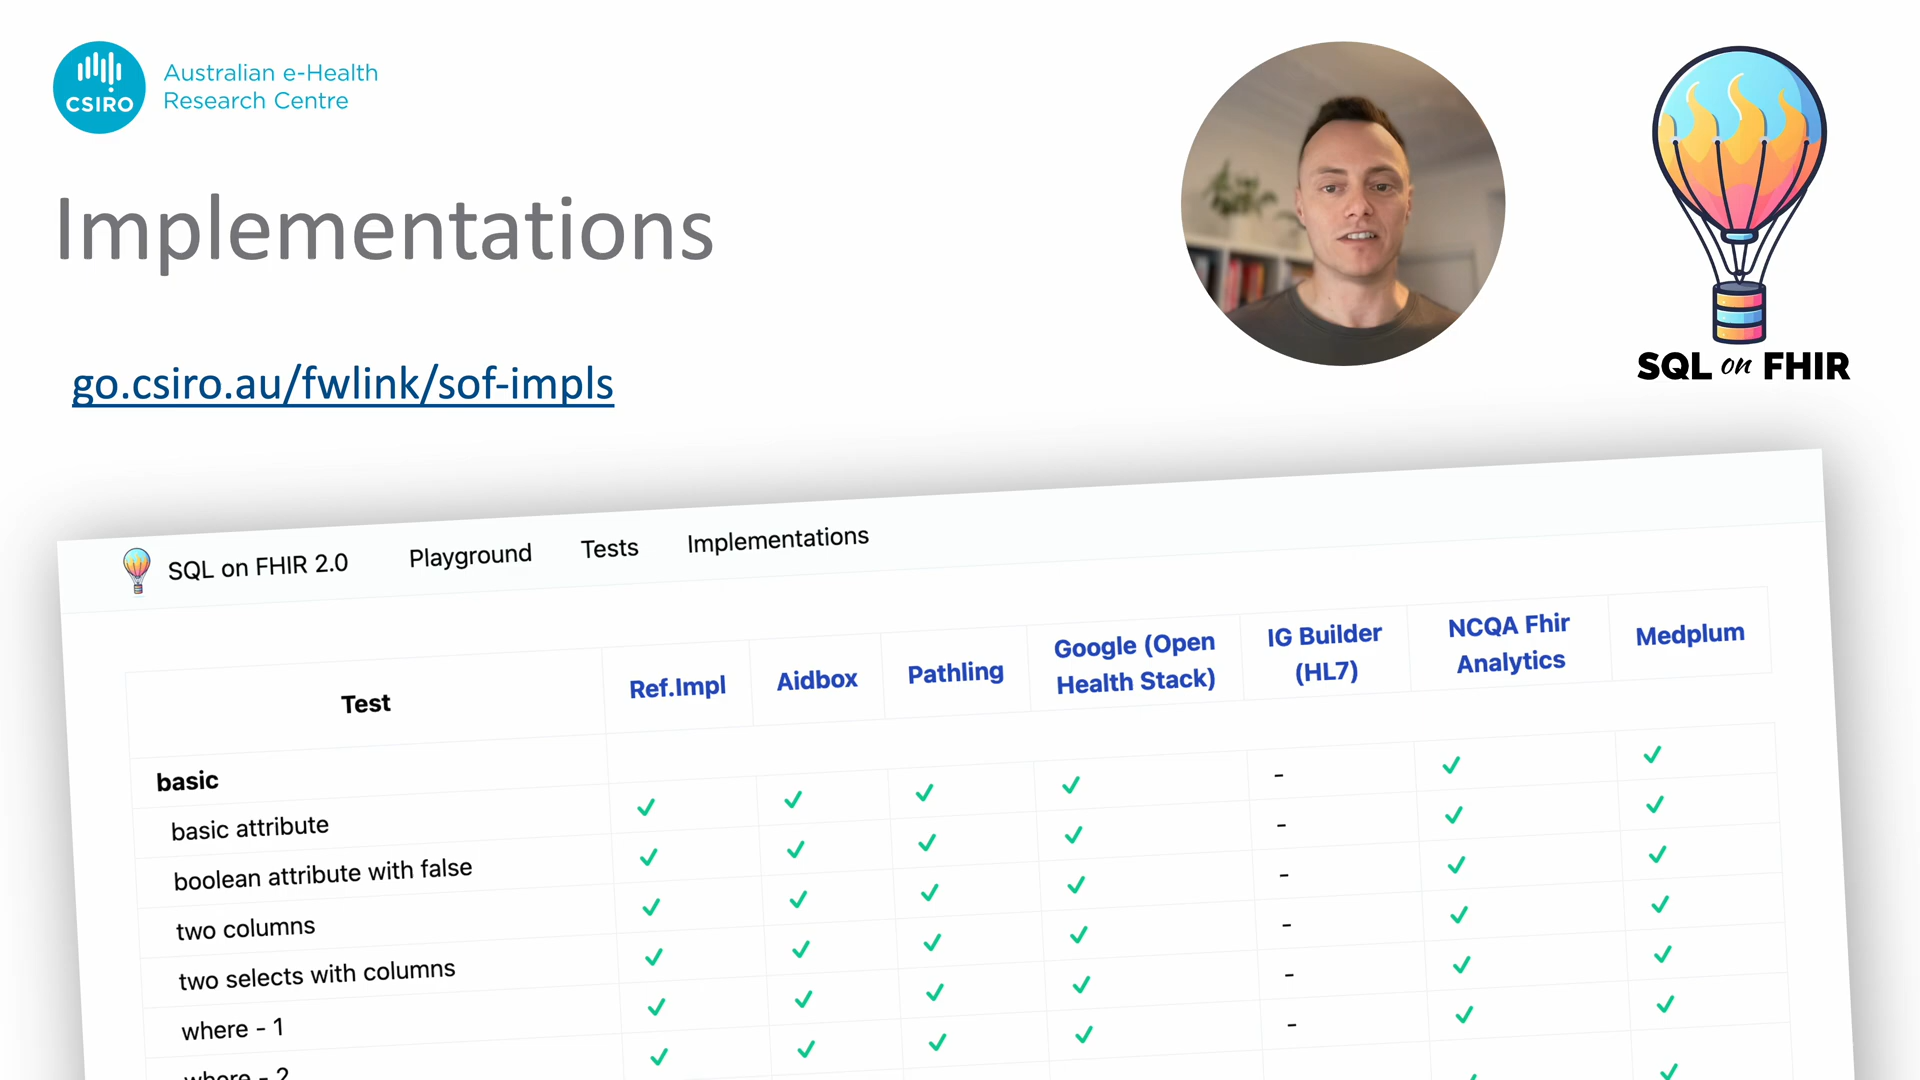 CSIRO
Australian e-Health
Research Centre
Implementations
go.csiro.au/fwlink/sof-impls
SQL on FHIR
SQL on FHIR 2.0 Playground Tests Implementations
Test Ref.Impl Aidbox Pathling Google (Open Health Stack) IG Builder (HL7) NCQA Fhir Analytics Medplum
basic
basic attribute ✓ ✓ ✓ ✓ - ✓ ✓
boolean attribute with false ✓ ✓ ✓ ✓ - ✓ ✓
two columns ✓ ✓ ✓ ✓ - ✓ ✓
two selects with columns ✓ ✓ ✓ ✓ - ✓ ✓
where - 1 ✓ ✓ ✓ ✓ - ✓ ✓
where - 2 ✓ ✓ ✓ ✓ - ✓ ✓